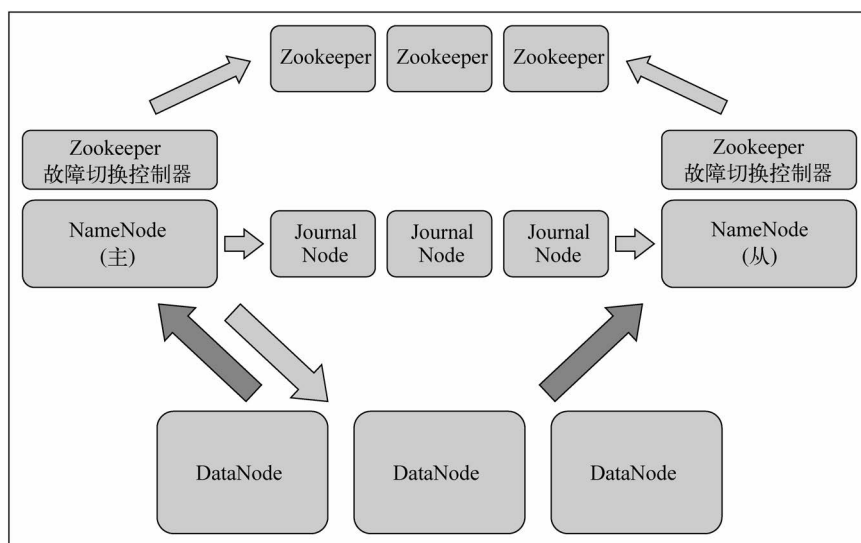 Zookeeper
Zookeeper
Zookeeper
Zookeeper
故障切换控制器
Zookeeper
故障切换控制器
NameNode
(主)
Journal
Node
Journal
Node
Journal
Node
NameNode
(从)
DataNode
DataNode
DataNode